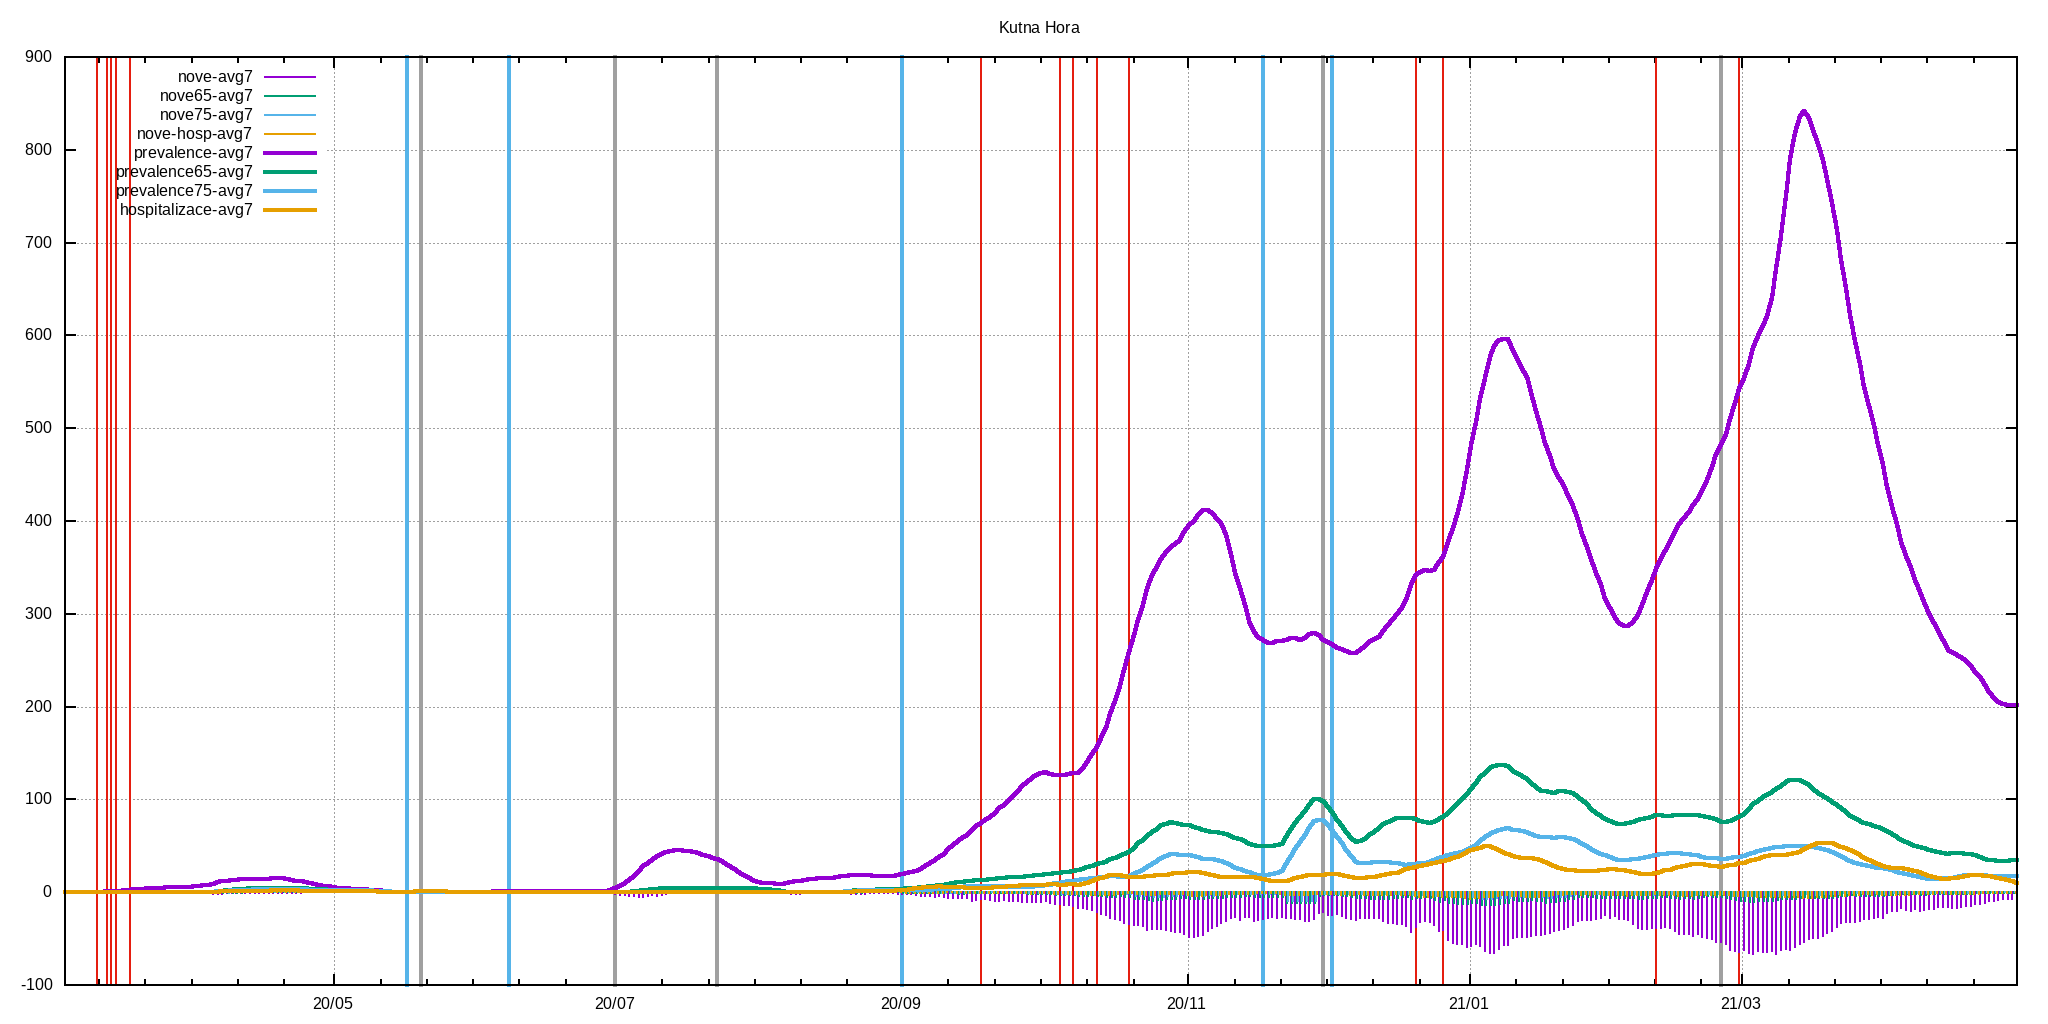 Kutna Hora
900
800
700
600
500
400
300
200
100
0
-100
nove-avg7
nove65-avg7
nove75-avg7
nove-hosp-avg7
prevalence-avg7
prevalence65-avg7
prevalence75-avg7
hospitalizace-avg7
20/05
20/07
20/09
20/11
21/01
21/03